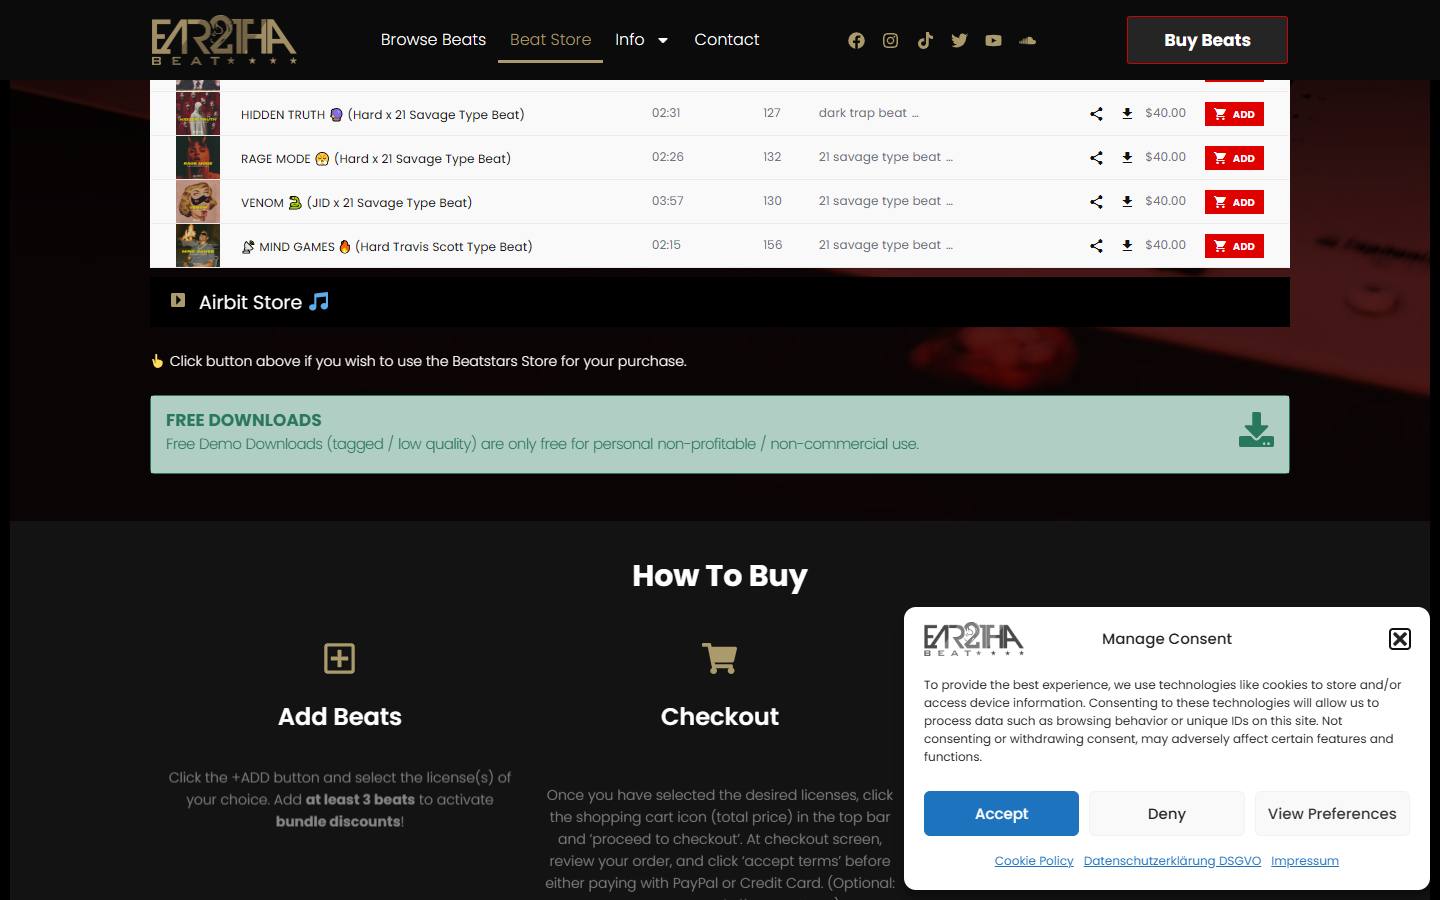 EAR2THA
BEAT
Browse Beats
Beat Store
Info
Contact
Buy Beats
HIDDEN TRUTH (Hard x 21 Savage Type Beat)
02:31
127
dark trap beat ...
$40.00
ADD
RAGE MODE (Hard x 21 Savage Type Beat)
02:26
132
21 savage type beat ...
$40.00
ADD
VENOM (JID x 21 Savage Type Beat)
03:57
130
21 savage type beat ...
$40.00
ADD
MIND GAMES (Hard Travis Scott Type Beat)
02:15
156
21 savage type beat ...
$40.00
ADD
Airbit Store
Click button above if you wish to use the Beatstars Store for your purchase.
FREE DOWNLOADS
Free Demo Downloads (tagged / low quality) are only free for personal non-profitable / non-commercial use.
How To Buy
Add Beats
Click the +ADD button and select the license(s) of
your choice. Add at least 3 beats to activate
bundle discounts!
Checkout
Once you have selected the desired licenses, click
the shopping cart icon (total price) in the top bar
and ‘proceed to checkout’. At checkout screen,
review your order, and click ‘accept terms’ before
either paying with PayPal or Credit Card. (Optional:
EAR2THA
BEAT
Manage Consent
To provide the best experience, we use technologies like cookies to store and/or
access device information. Consenting to these technologies will allow us to
process data such as browsing behavior or unique IDs on this site. Not
consenting or withdrawing consent, may adversely affect certain features and
functions.
Accept
Deny
View Preferences
Cookie Policy
Datenschutzerklärung DSGVO
Impressum